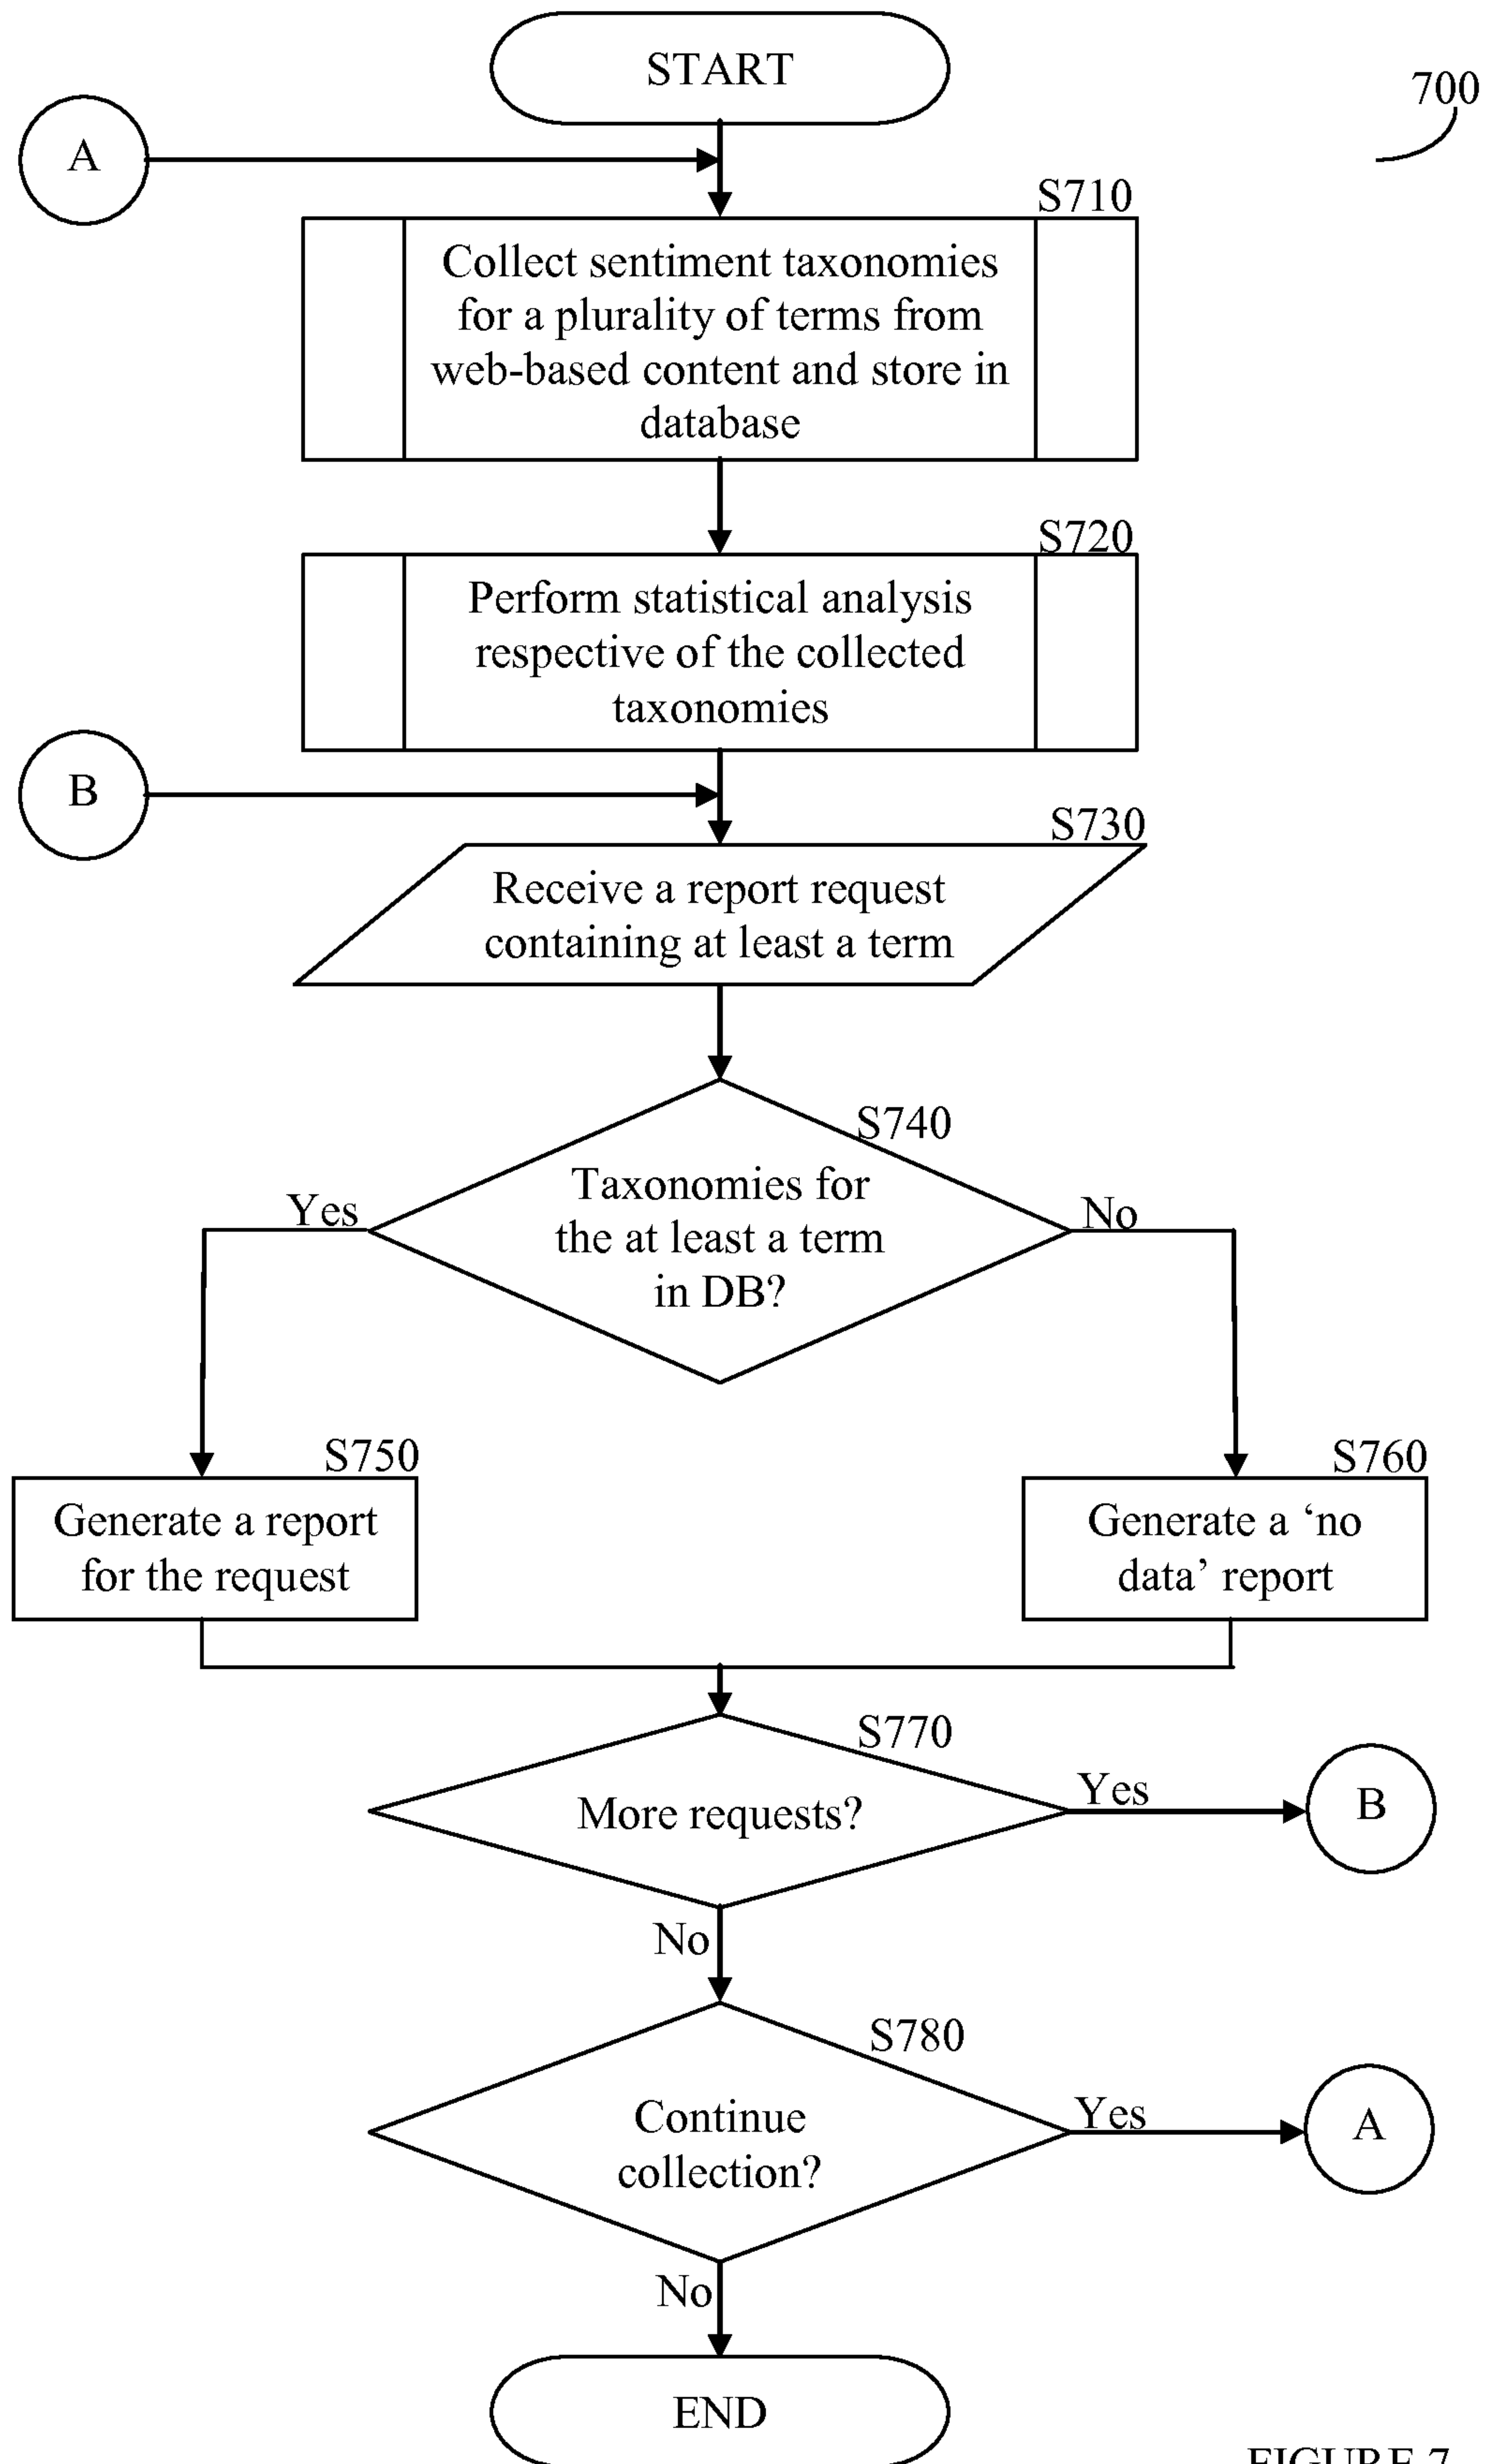 START
700
A
S710
Collect sentiment taxonomies
for a plurality of terms from
web-based content and store in
database
S720
Perform statistical analysis
respective of the collected
taxonomies
B
S730
Receive a report request
containing at least a term
S740
Taxonomies for
the at least a term
in DB?
Yes
No
S750
Generate a report
for the request
S760
Generate a ‘no
data’ report
S770
More requests?
Yes
B
No
S780
Continue
collection?
Yes
A
No
END
FIGURE 7